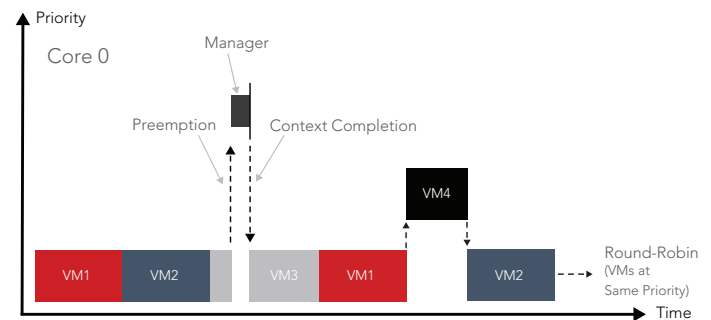 Priority
Core 0
Manager
Preemption
Context Completion
VM4
VM1
VM2
VM3
VM1
VM2
Round-Robin
(VMs at
Same Priority)
Time